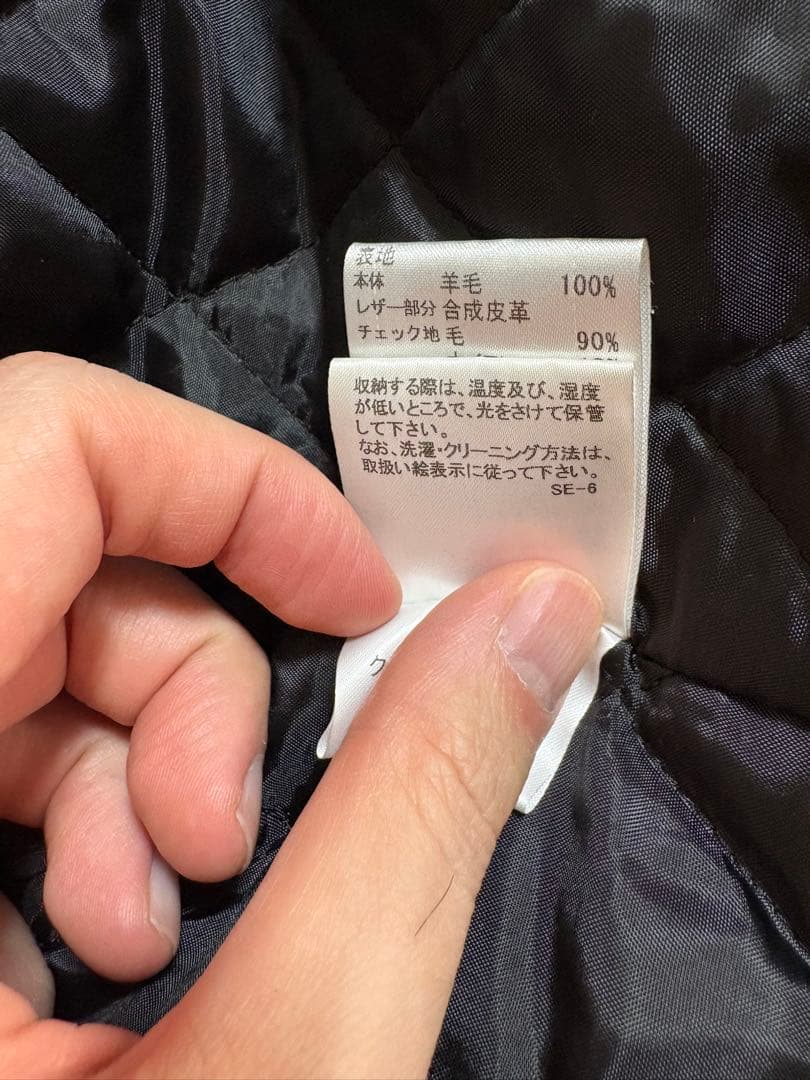 表地
本体 羊毛 100%
レザー部分 合成皮革
チェック地 毛 90%
収納する際は、温度及び、湿度
が低いところで、光をさけて保管
して下さい。
なお、洗濯・クリーニング方法は、
取扱い絵表示に従って下さい。
SE-6
ク